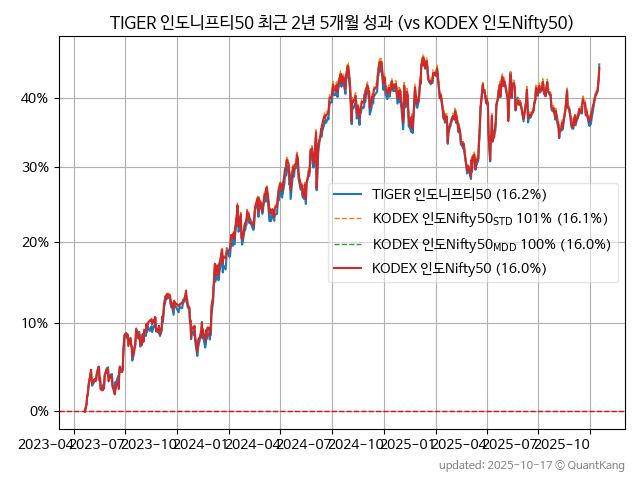 TIGER 인도니프티50 최근 2년 5개월 성과 (vs KODEX 인도Nifty50)
40%
30%
20%
10%
0%
TIGER 인도니프티50 (16.2%)
KODEX 인도Nifty50STD 101% (16.1%)
KODEX 인도Nifty50MDD 100% (16.0%)
KODEX 인도Nifty50 (16.0%)
2023-04 2023-07 2023-10 2024-01 2024-04 2024-07 2024-10 2025-01 2025-04 2025-07 2025-10
updated: 2025-10-17 © QuantKang